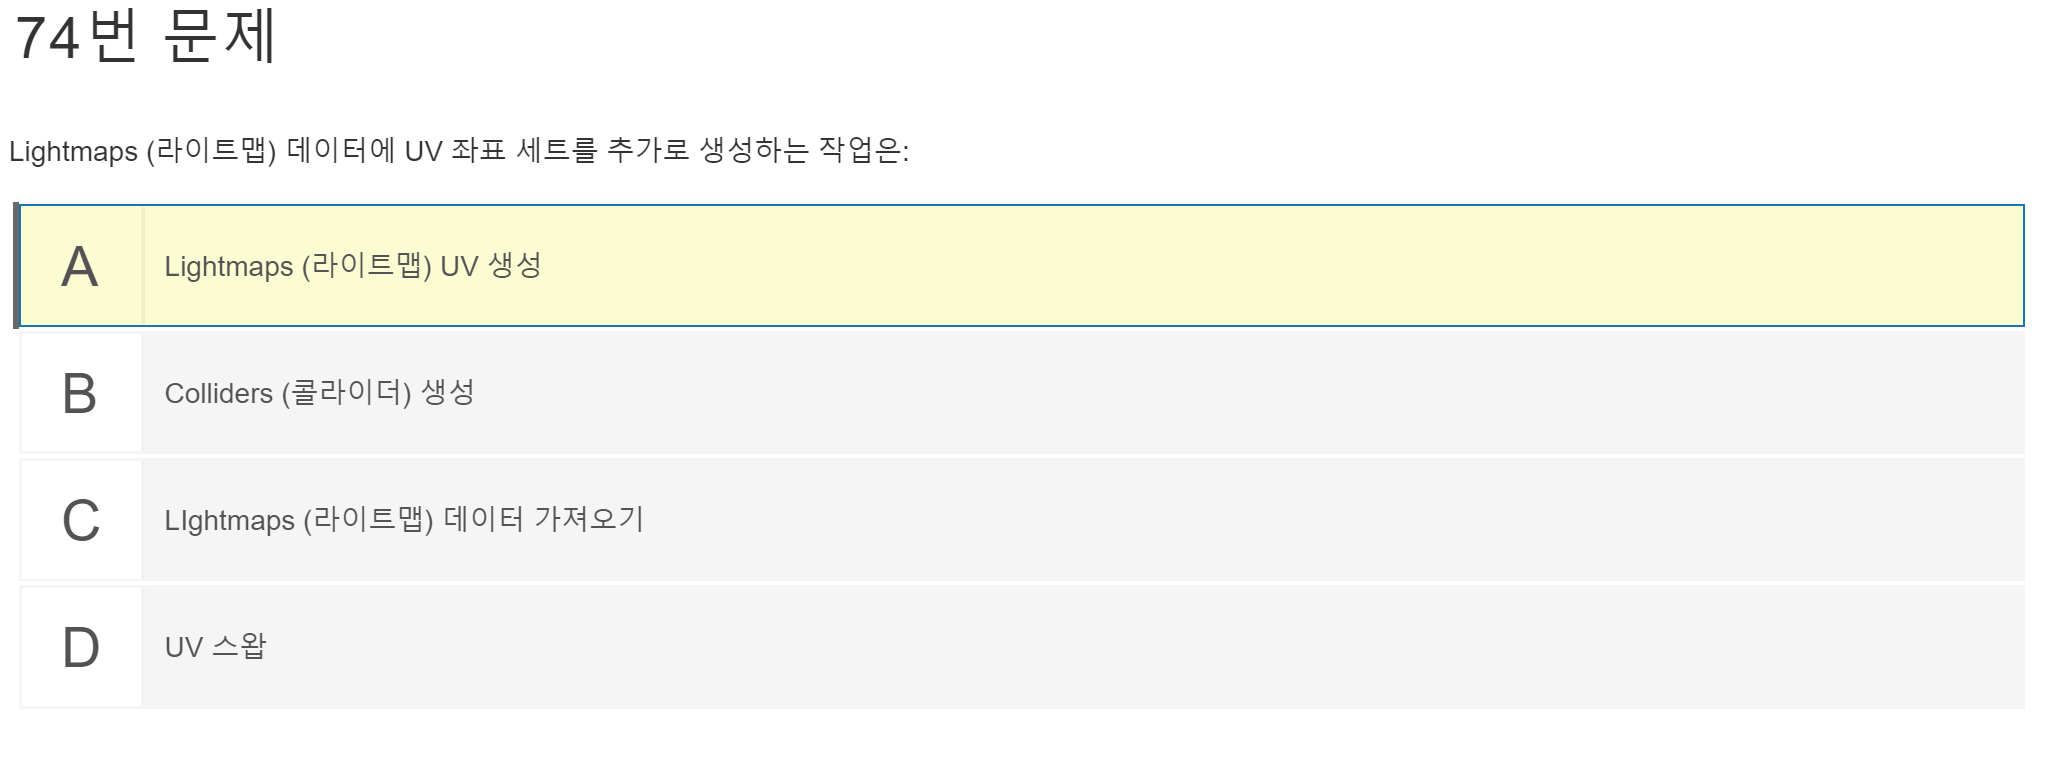 74번 문제
Lightmaps (라이트맵) 데이터에 UV 좌표 세트를 추가로 생성하는 작업은:
A Lightmaps (라이트맵) UV 생성
B Colliders (콜라이더) 생성
C LIghtmaps (라이트맵) 데이터 가져오기
D UV 스왑